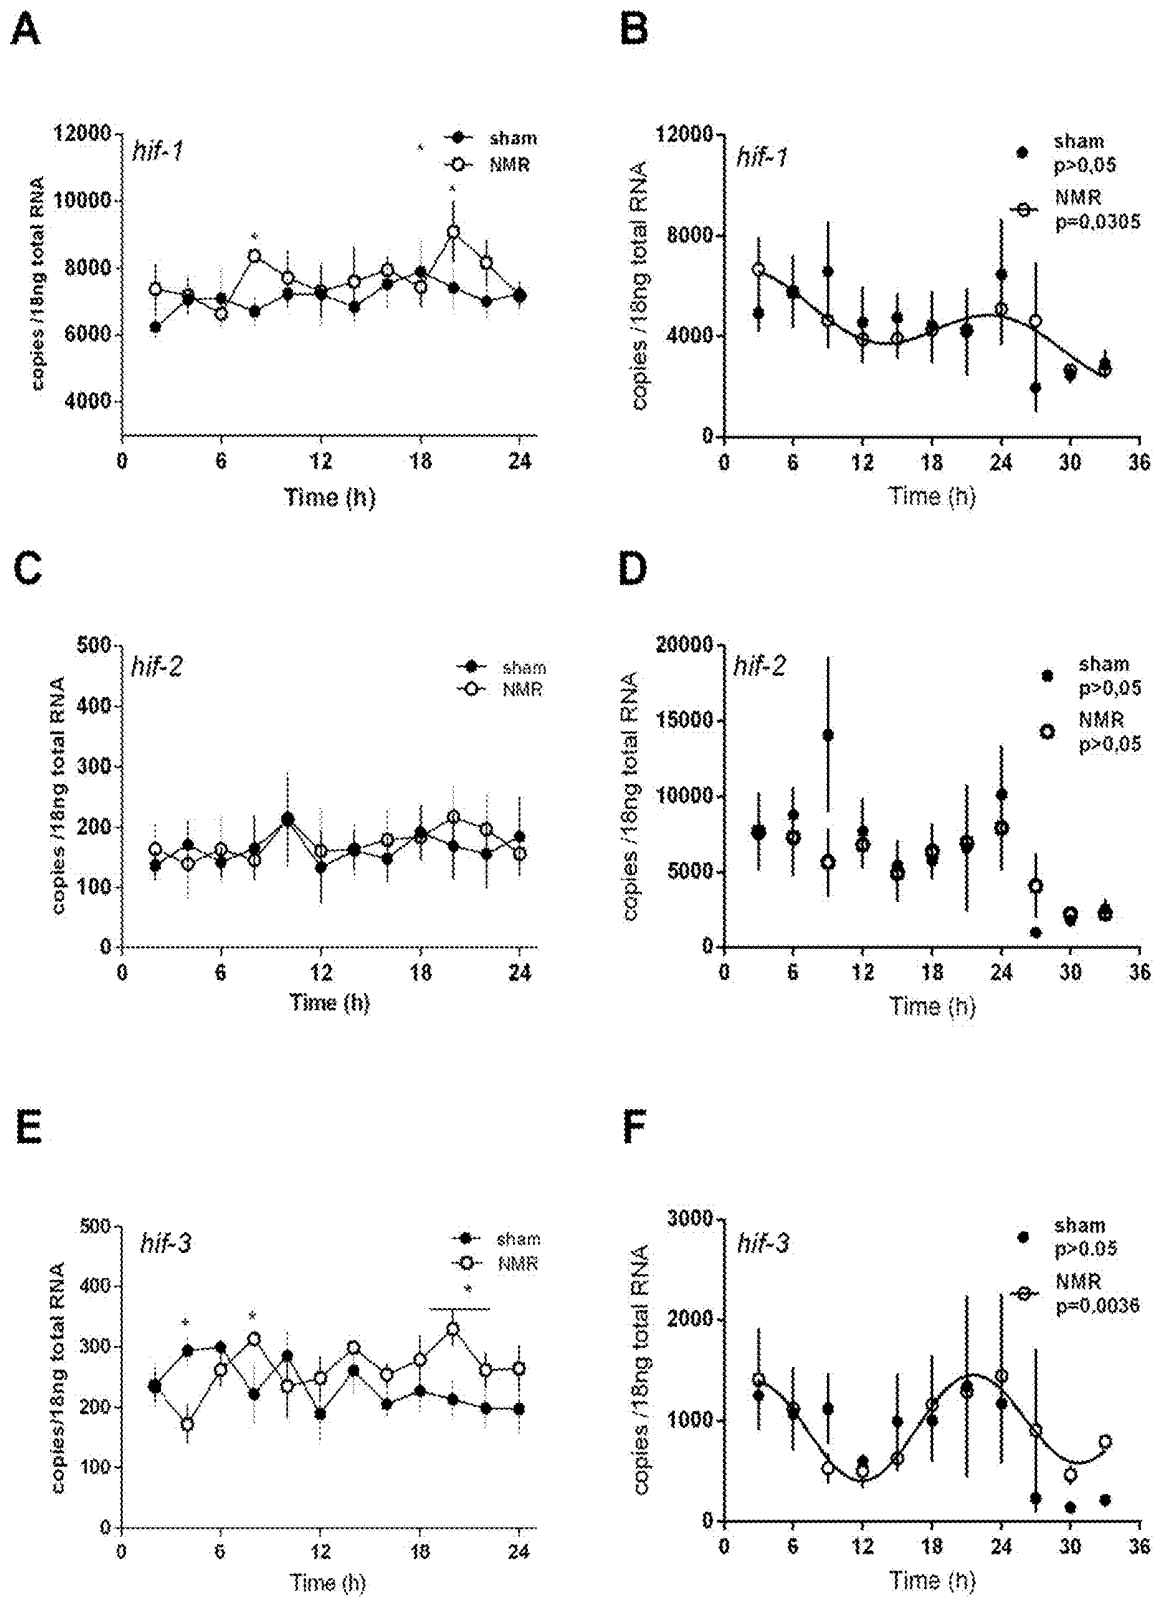 A
12000
10000
8000
6000
4000
copies /18ng total RNA
hif-1
sham
NMR
*
*
*
0 6 12 18 24
Time (h)
B
12000
8000
4000
0
copies /18ng total RNA
hif-1
sham
p>0,05
NMR
p=0,0305
0 6 12 18 24 30 36
Time (h)
C
500
400
300
200
100
0
copies /18ng total RNA
hif-2
sham
NMR
0 6 12 18 24
Time (h)
D
20000
15000
10000
5000
0
copies /18ng total RNA
hif-2
sham
p>0,05
NMR
p>0,05
0 6 12 18 24 30 36
Time (h)
E
500
400
300
200
100
0
copies/18ng total RNA
hif-3
sham
NMR
*
*
*
0 6 12 18 24
Time (h)
F
3000
2000
1000
0
copies /18ng total RNA
hif-3
sham
p>0.05
NMR
p=0.0036
0 6 12 18 24 30 36
Time (h)